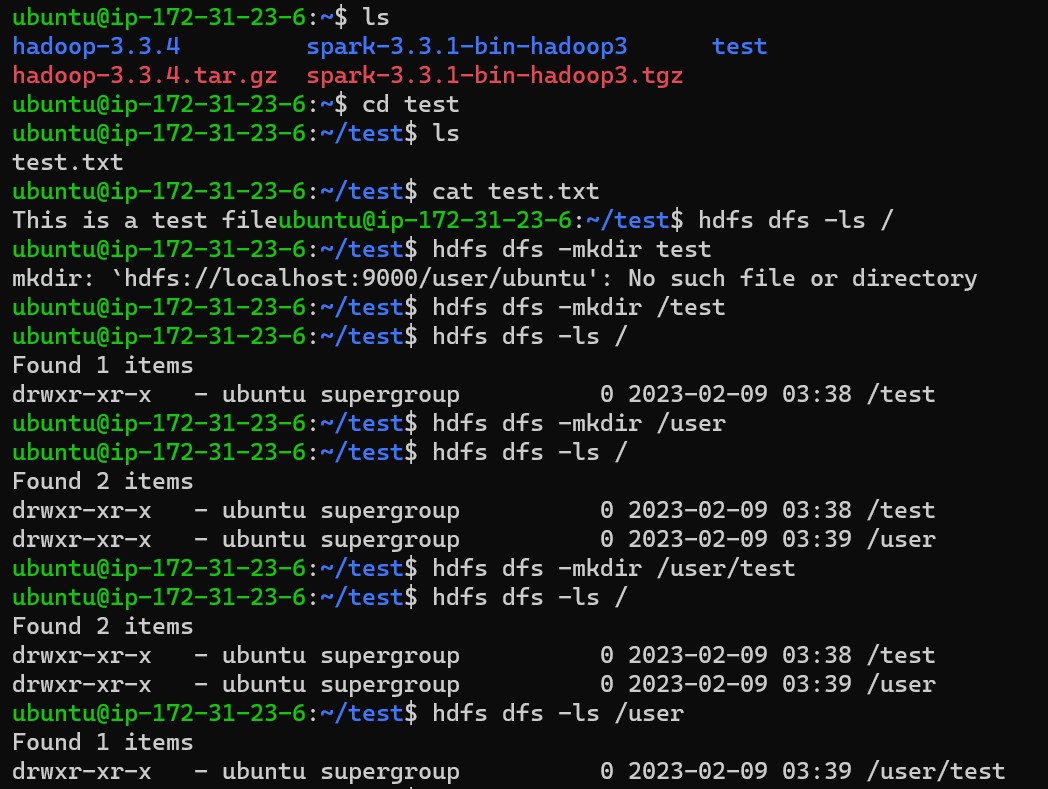 ubuntu@ip-172-31-23-6:~$ ls
hadoop-3.3.4         spark-3.3.1-bin-hadoop3      test
hadoop-3.3.4.tar.gz  spark-3.3.1-bin-hadoop3.tgz
ubuntu@ip-172-31-23-6:~$ cd test
ubuntu@ip-172-31-23-6:~/test$ ls
test.txt
ubuntu@ip-172-31-23-6:~/test$ cat test.txt
This is a test fileubuntu@ip-172-31-23-6:~/test$ hdfs dfs -ls /
ubuntu@ip-172-31-23-6:~/test$ hdfs dfs -mkdir test
mkdir: `hdfs://localhost:9000/user/ubuntu': No such file or directory
ubuntu@ip-172-31-23-6:~/test$ hdfs dfs -mkdir /test
ubuntu@ip-172-31-23-6:~/test$ hdfs dfs -ls /
Found 1 items
drwxr-xr-x   - ubuntu supergroup          0 2023-02-09 03:38 /test
ubuntu@ip-172-31-23-6:~/test$ hdfs dfs -mkdir /user
ubuntu@ip-172-31-23-6:~/test$ hdfs dfs -ls /
Found 2 items
drwxr-xr-x   - ubuntu supergroup          0 2023-02-09 03:38 /test
drwxr-xr-x   - ubuntu supergroup          0 2023-02-09 03:39 /user
ubuntu@ip-172-31-23-6:~/test$ hdfs dfs -mkdir /user/test
ubuntu@ip-172-31-23-6:~/test$ hdfs dfs -ls /
Found 2 items
drwxr-xr-x   - ubuntu supergroup          0 2023-02-09 03:38 /test
drwxr-xr-x   - ubuntu supergroup          0 2023-02-09 03:39 /user
ubuntu@ip-172-31-23-6:~/test$ hdfs dfs -ls /user
Found 1 items
drwxr-xr-x   - ubuntu supergroup          0 2023-02-09 03:39 /user/test